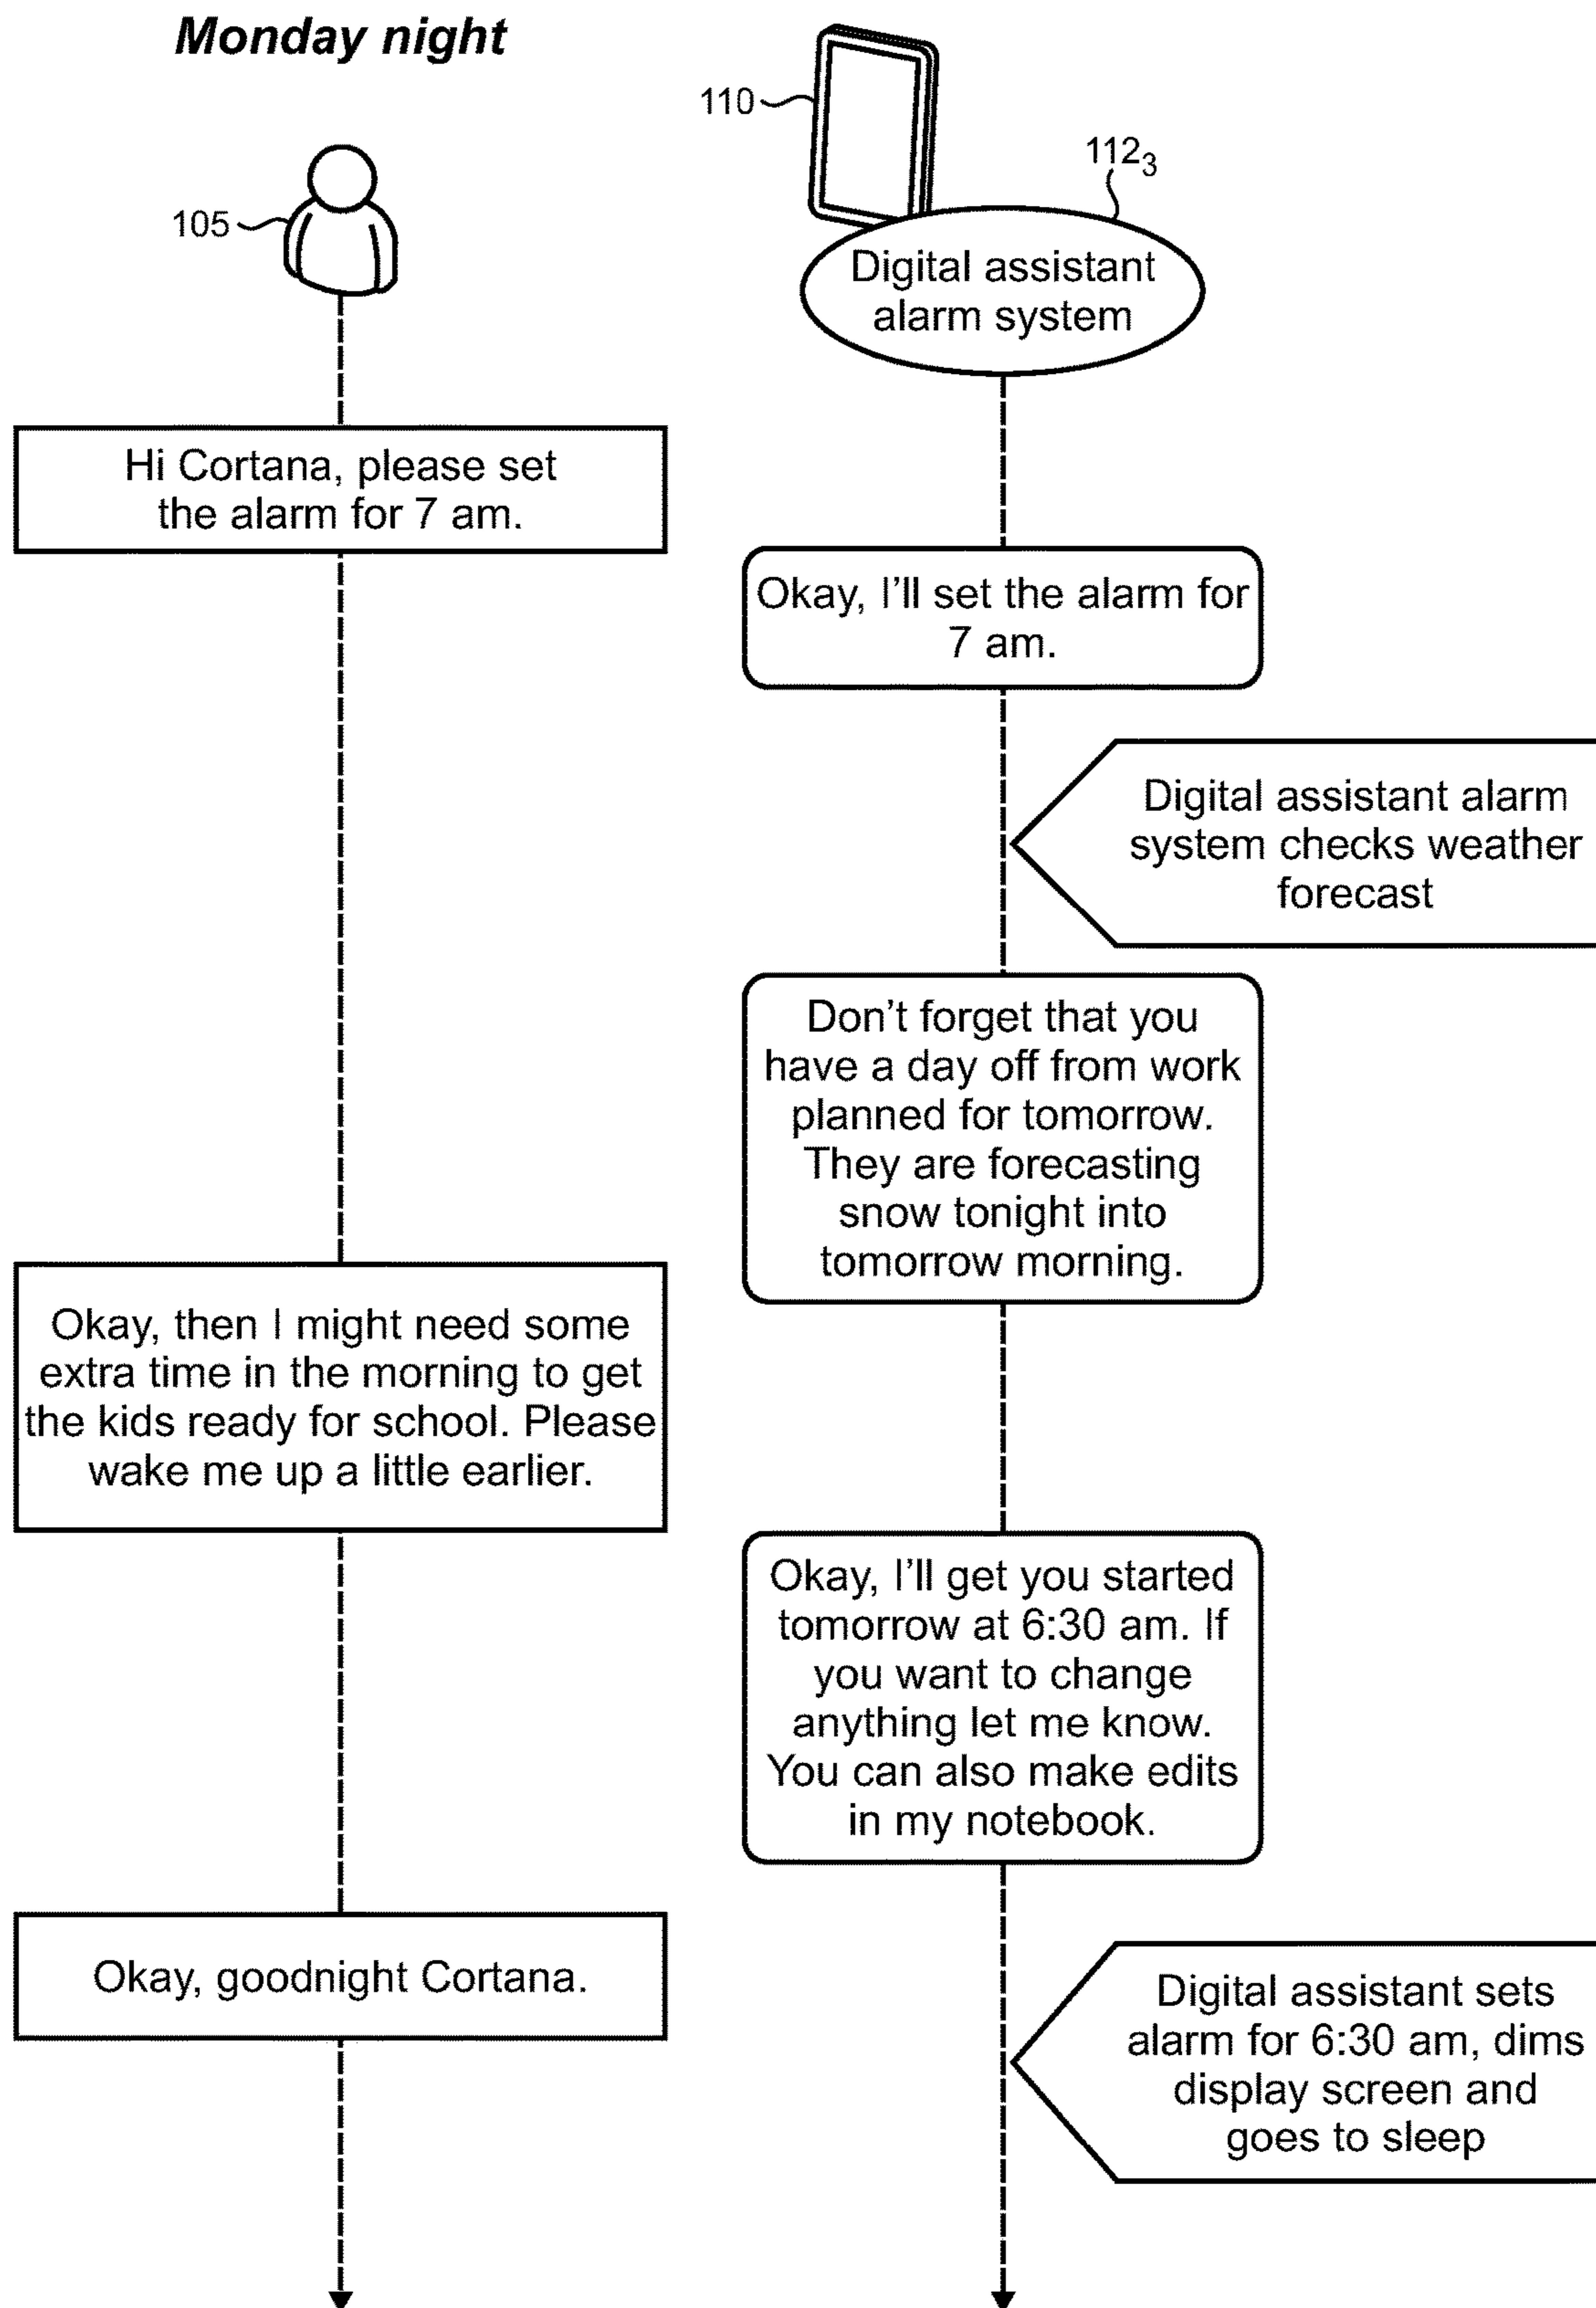 Monday night
110
112₃
105
Digital assistant
alarm system
Hi Cortana, please set
the alarm for 7 am.
Okay, I'll set the alarm for
7 am.
Digital assistant alarm
system checks weather
forecast
Don't forget that you
have a day off from work
planned for tomorrow.
They are forecasting
snow tonight into
tomorrow morning.
Okay, then I might need some
extra time in the morning to get
the kids ready for school. Please
wake me up a little earlier.
Okay, I'll get you started
tomorrow at 6:30 am. If
you want to change
anything let me know.
You can also make edits
in my notebook.
Okay, goodnight Cortana.
Digital assistant sets
alarm for 6:30 am, dims
display screen and
goes to sleep